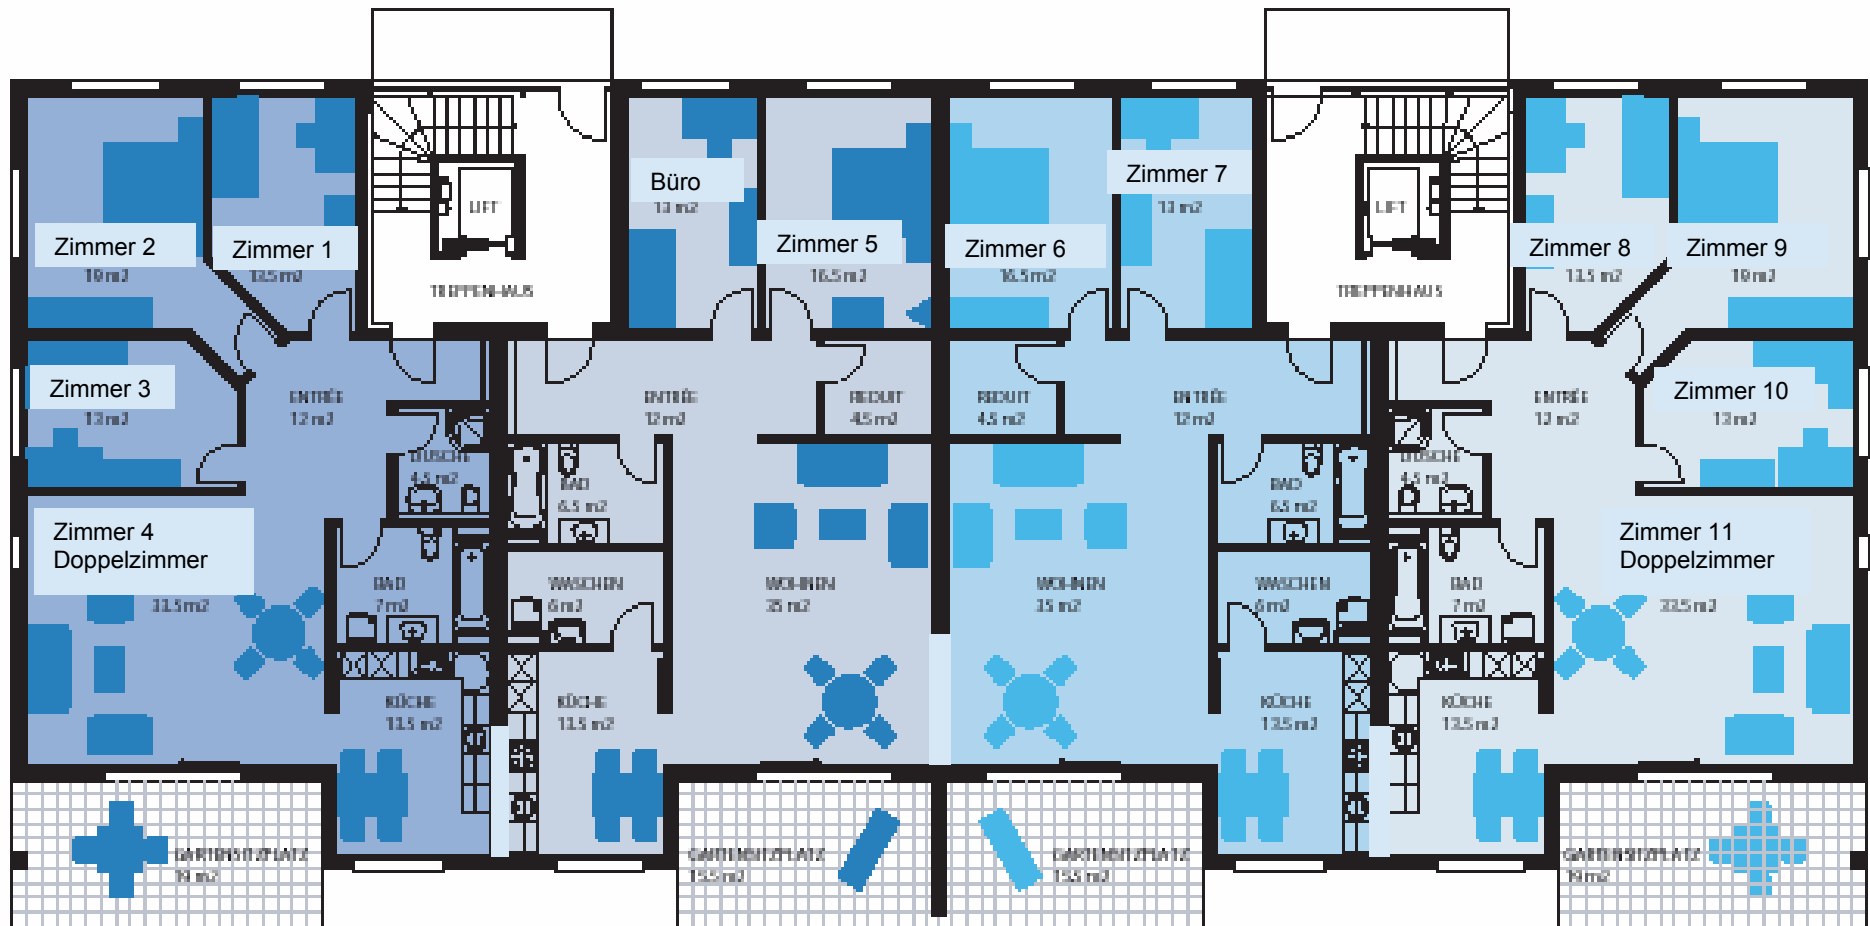 Zimmer 2
19 m2
Zimmer 1
13.5 m2
LIFT
TREPPENHAUS
Büro
13 m2
Zimmer 5
16.5 m2
Zimmer 6
16.5 m2
Zimmer 7
13 m2
LIFT
TREPPENHAUS
Zimmer 8
13.5 m2
Zimmer 9
19 m2
Zimmer 3
13 m2
ENTRÉE
12 m2
DUSCHE
4.5 m2
ENTRÉE
12 m2
REDUIT
4.5 m2
REDUIT
4.5 m2
ENTRÉE
12 m2
DUSCHE
4.5 m2
ENTRÉE
12 m2
Zimmer 10
13 m2
Zimmer 4
Doppelzimmer
33.5 m2
BAD
7 m2
BAD
6.5 m2
WASCHEN
6 m2
WOHNEN
35 m2
WOHNEN
35 m2
BAD
6.5 m2
WASCHEN
6 m2
BAD
7 m2
Zimmer 11
Doppelzimmer
33.5 m2
KÜCHE
13.5 m2
KÜCHE
13.5 m2
KÜCHE
13.5 m2
KÜCHE
13.5 m2
GARTENSITZPLATZ
19 m2
GARTENSITZPLATZ
15.5 m2
GARTENSITZPLATZ
15.5 m2
GARTENSITZPLATZ
19 m2